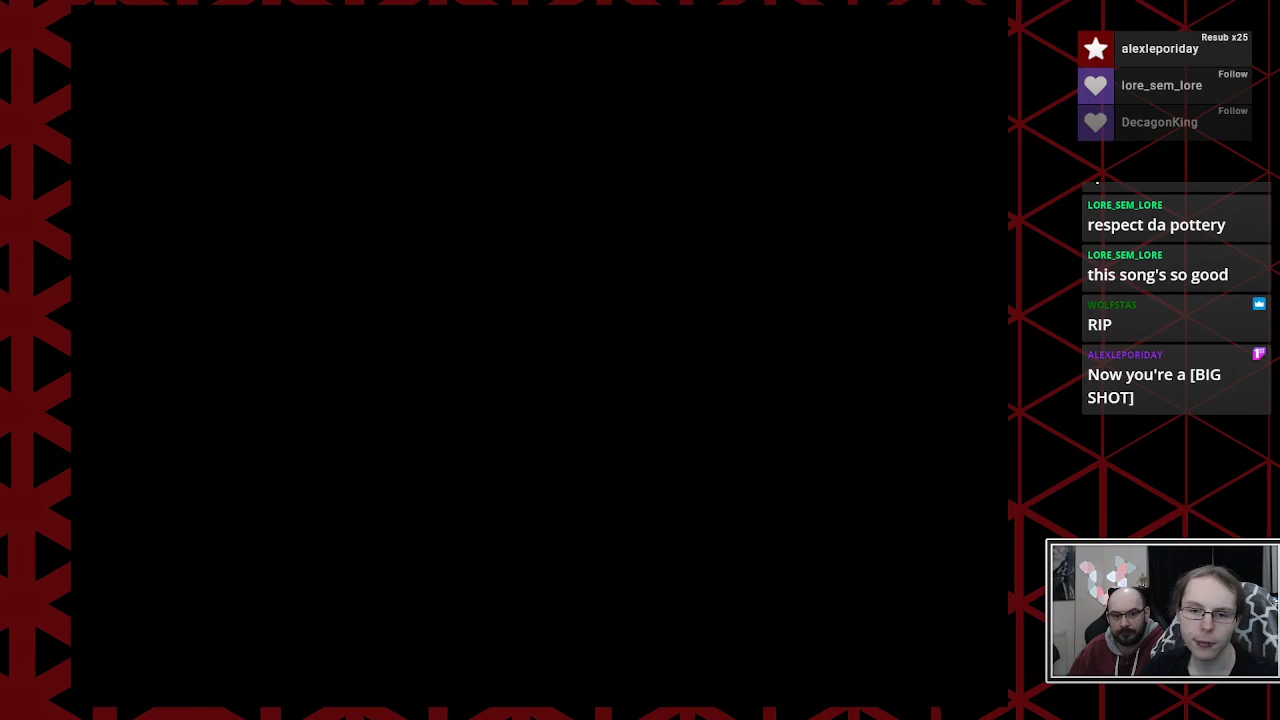 Resub x25
alexleporiday
Follow
lore_sem_lore
Follow
DecagonKing
LORE_SEM_LORE
respect da pottery
LORE_SEM_LORE
this song's so good
WOLFSTAS
RIP
ALEXLEPORIDAY
Now you're a [BIG
SHOT]